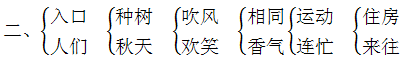 二、{入口 {种树 {吹风 {相同 {运动 {住房
人们 秋天 欢笑 香气 连忙 来往